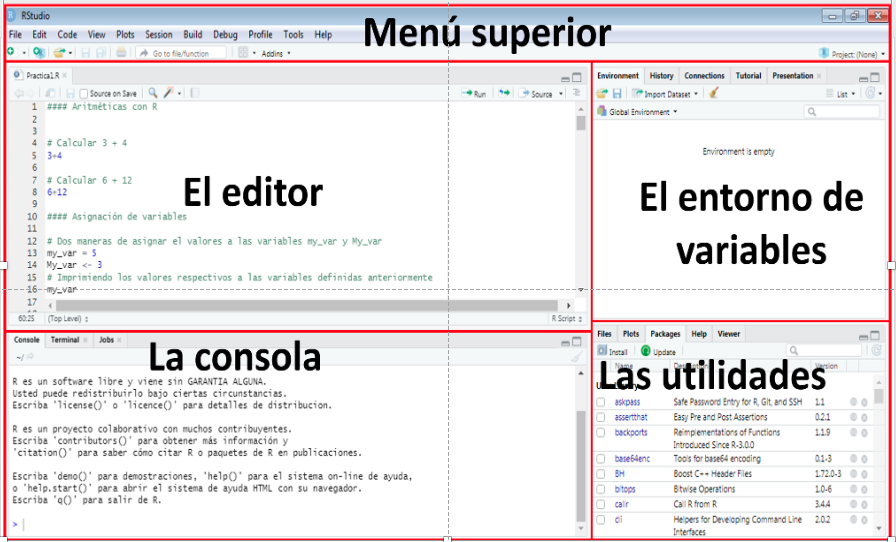 RStudio
File Edit Code View Plots Session Build Debug Profile Tools Help
Menú superior
Go to file/function
Addins
Project: (None)
Practica1.R
Source on Save
Run
Source
1 #### Aritméticas con R
2
3
4 # Calcular 3 + 4
5 3+4
6
7 # Calcular 6 + 12
8 6+12
9
10 #### Asignación de variables
11
12 # Dos maneras de asignar el valores a las variables my_var y My_var
13 my_var = 5
14 My_var <- 3
15 # Imprimiendo los valores respectivos a las variables definidas anteriormente
16 my_var
17
El editor
60:25 (Top Level)
R Script
Environment History Connections Tutorial Presentation
Import Dataset
List
Global Environment
Environment is empty
El entorno de
variables
Console Terminal Jobs
~/
La consola
R es un software libre y viene sin GARANTIA ALGUNA.
Usted puede redistribuirlo bajo ciertas circunstancias.
Escriba 'license()' o 'licence()' para detalles de distribucion.
R es un proyecto colaborativo con muchos contribuyentes.
Escriba 'contributors()' para obtener más información y
'citation()' para saber cómo citar R o paquetes de R en publicaciones.
Escriba 'demo()' para demostraciones, 'help()' para el sistema on-line de ayuda,
o 'help.start()' para abrir el sistema de ayuda HTML con su navegador.
Escriba 'q()' para salir de R.
>
Files Plots Packages Help Viewer
Install Update
Name Version
Las utilidades
askpass Safe Password Entry for R, Git, and SSH 1.1
assertthat Easy Pre and Post Assertions 0.2.1
backports Reimplementations of Functions Introduced Since R-3.0.0 1.1.9
base64enc Tools for base64 encoding 0.1-3
BH Boost C++ Header Files 1.72.0-3
bitops Bitwise Operations 1.0-6
callr Call R from R 3.4.4
cli Helpers for Developing Command Line Interfaces 2.0.2